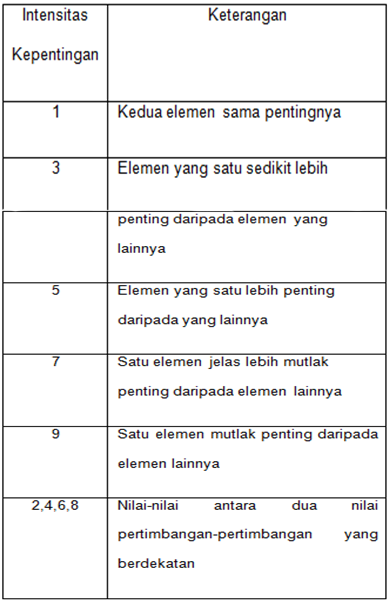 Intensitas
Kepentingan
Keterangan
1
Kedua elemen sama pentingnya
3
Elemen yang satu sedikit lebih
penting daripada elemen yang
lainnya
5
Elemen yang satu lebih penting
daripada yang lainnya
7
Satu elemen jelas lebih mutlak
penting daripada elemen lainnya
9
Satu elemen mutlak penting daripada
elemen lainnya
2,4,6,8
Nilai-nilai antara dua nilai
pertimbangan-pertimbangan yang
berdekatan